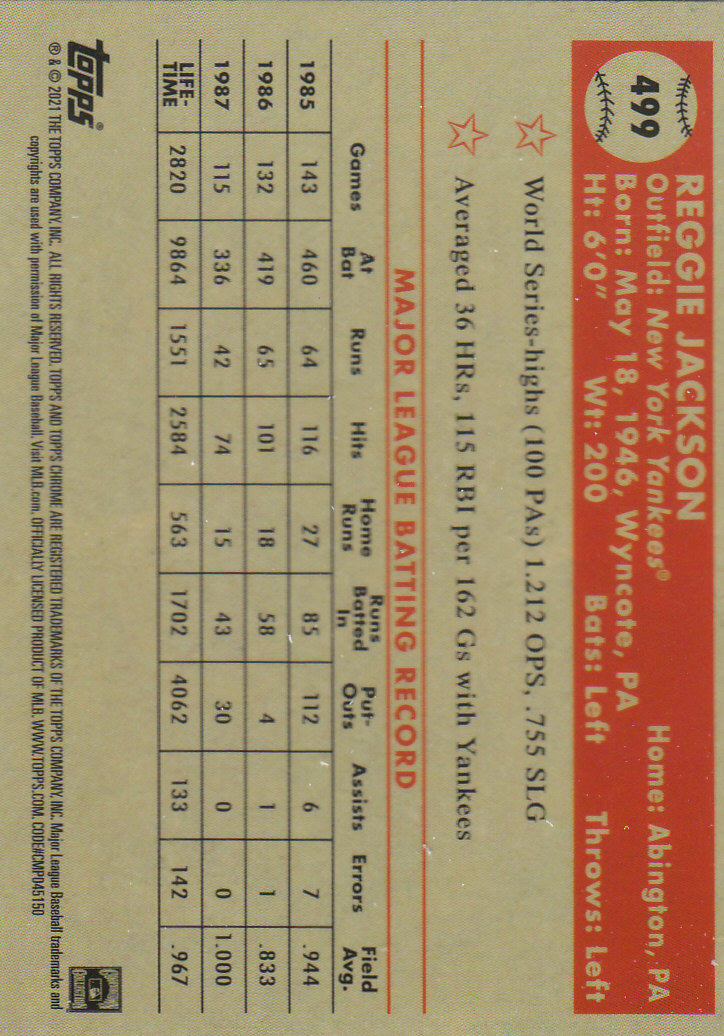 499
REGGIE JACKSON
Outfield: New York Yankees® Home: Abington, PA
Born: May 18, 1946, Wyncote, PA
Ht: 6'0" Wt: 200 Bats: Left Throws: Left
World Series-highs (100 PAs) 1.212 OPS, .755 SLG
Averaged 36 HRs, 115 RBI per 162 Gs with Yankees
MAJOR LEAGUE BATTING RECORD
Games At Bat Runs Hits Home Runs Runs Batted In Put-Outs Assists Errors Field Avg.
1985 143 460 64 116 27 85 112 6 7 .944
1986 132 419 65 101 18 58 4 1 1 .833
1987 115 336 42 74 15 43 30 0 0 1.000
LIFE-TIME 2820 9864 1551 2584 563 1702 4062 133 142 .967
topps®
® & © 2021 THE TOPPS COMPANY, INC. ALL RIGHTS RESERVED. TOPPS AND TOPPS CHROME ARE REGISTERED TRADEMARKS OF THE TOPPS COMPANY, INC. Major League Baseball trademarks and
copyrights are used with permission of Major League Baseball. Visit MLB.com. OFFICIALLY LICENSED PRODUCT OF MLB. WWW.TOPPS.COM. CODE#CMP045150
COOPERSTOWN
COLLECTION